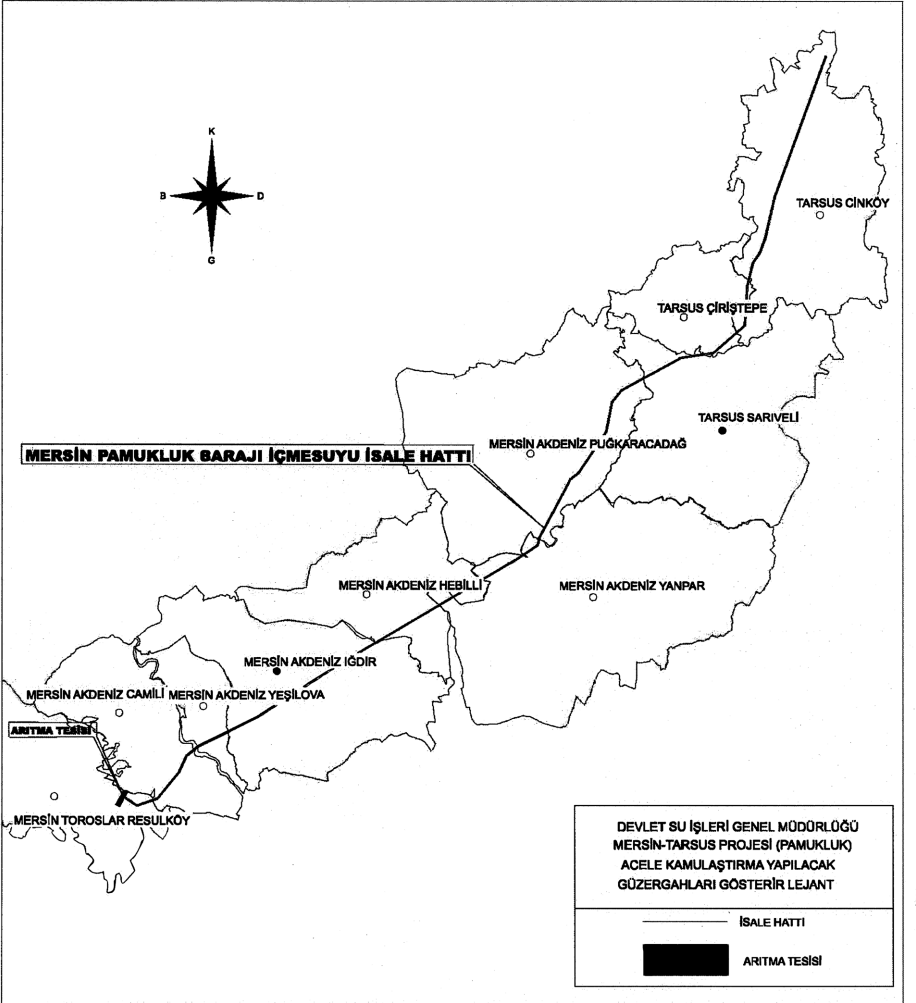 K
B D
G
TARSUS CİNKÖY
TARSUS ÇİRİŞTEPE
TARSUS SARIVELİ
MERSİN AKDENİZ PUĞKARACADAĞ
MERSİN PAMUKLUK BARAJI İÇMESUYU İSALE HATTI
MERSİN AKDENİZ HEBİLLİ
MERSİN AKDENİZ YANPAR
MERSİN AKDENİZ IĞDIR
MERSİN AKDENİZ CAMİLİ
MERSİN AKDENİZ YEŞİLOVA
ARITMA TESİSİ
MERSİN TOROSLAR RESULKÖY
DEVLET SU İŞLERİ GENEL MÜDÜRLÜĞÜ
MERSİN-TARSUS PROJESİ (PAMUKLUK)
ACELE KAMULAŞTIRMA YAPILACAK
GÜZERGAHLARI GÖSTERİR LEJANT
İSALE HATTI
ARITMA TESİSİ